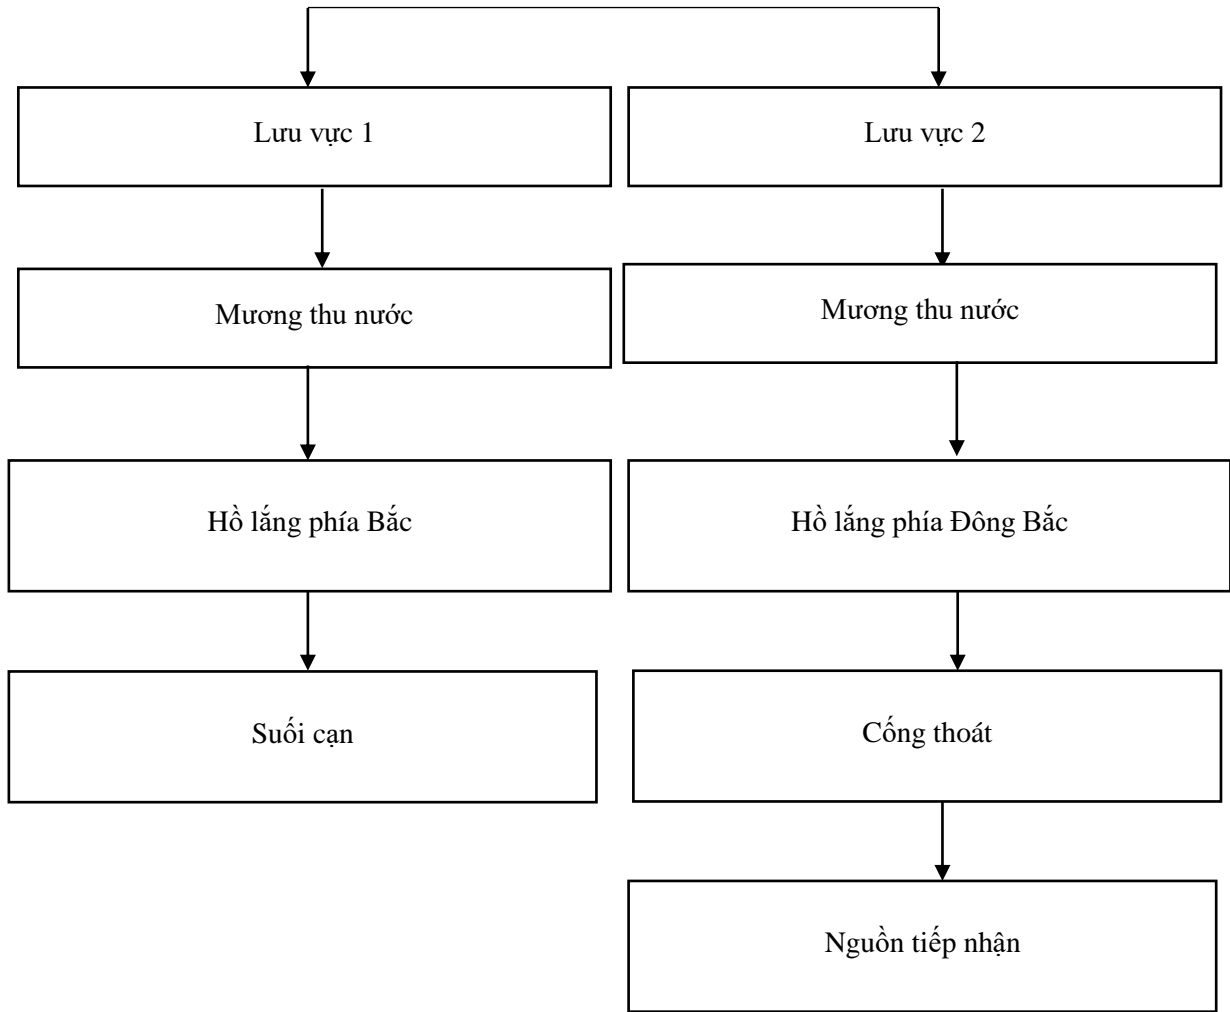 Lưu vực 1
Lưu vực 2
Mương thu nước
Mương thu nước
Hồ lắng phía Bắc
Hồ lắng phía Đông Bắc
Suối cạn
Cống thoát
Nguồn tiếp nhận